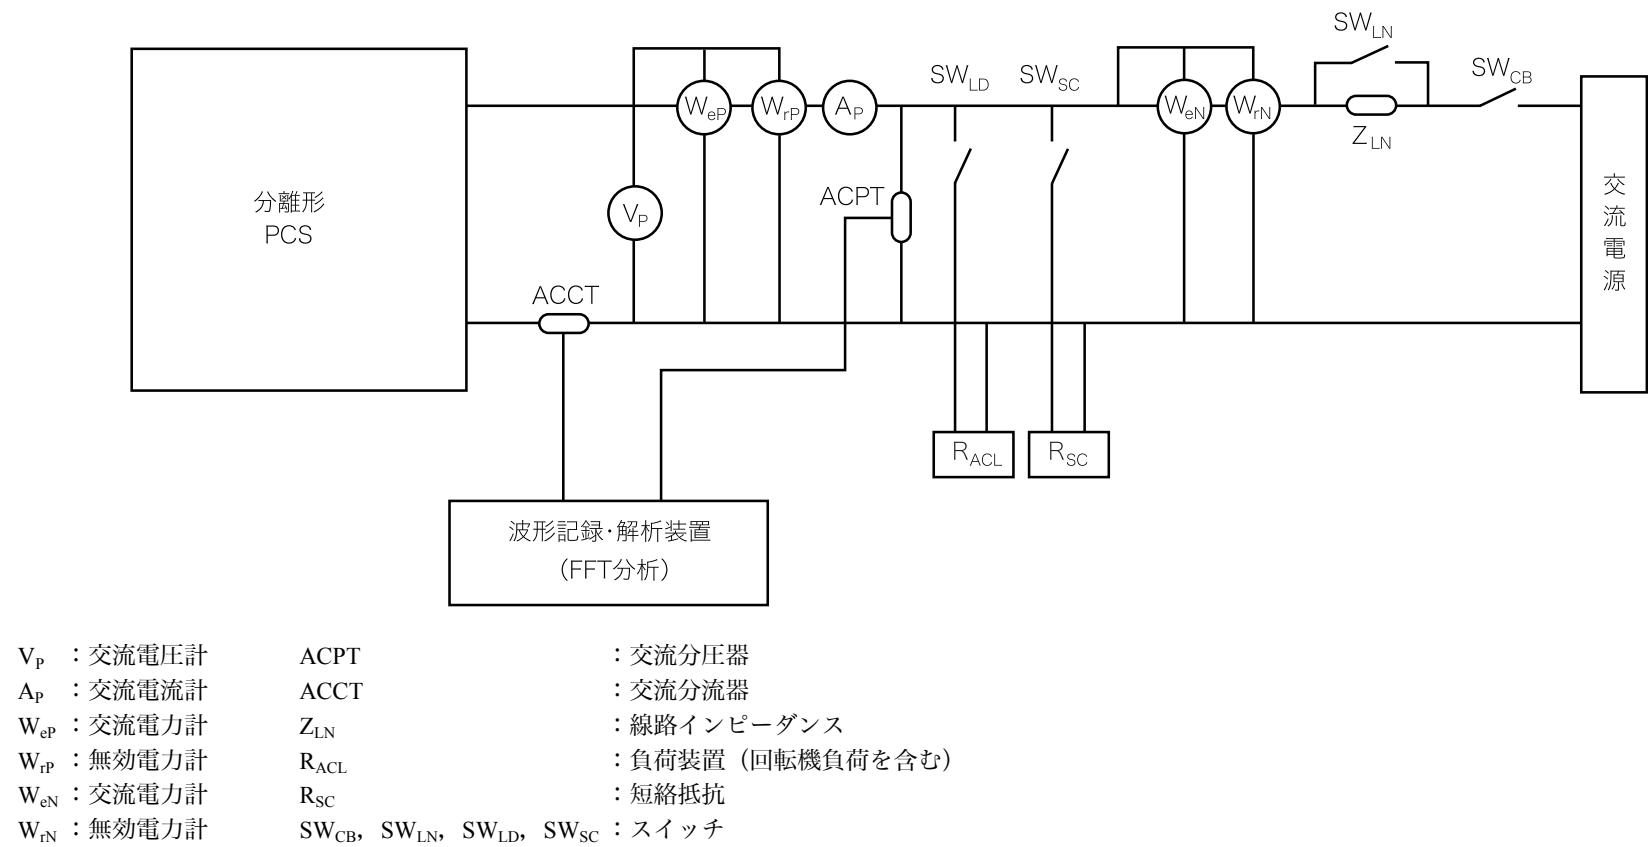 SW_LN
SW_LD
SW_SC
SW_CB
W_eP
W_rP
A_P
W_eN
W_rN
Z_LN
分離形
PCS
ACPT
V_P
交流電源
ACCT
R_ACL
R_SC
波形記録・解析装置
（FFT分析）
V_P ：交流電圧計 ACPT ：交流分圧器
A_P ：交流電流計 ACCT ：交流分流器
W_eP ：交流電力計 Z_LN ：線路インピーダンス
W_rP ：無効電力計 R_ACL ：負荷装置（回転機負荷を含む）
W_eN ：交流電力計 R_SC ：短絡抵抗
W_rN ：無効電力計 SW_CB，SW_LN，SW_LD，SW_SC ：スイッチ